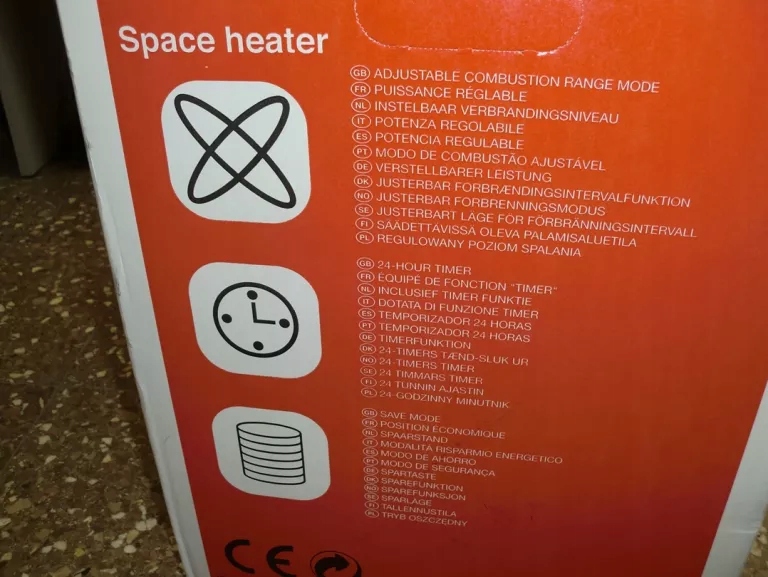 Space heater
GB ADJUSTABLE COMBUSTION RANGE MODE
FR PUISSANCE RÉGLABLE
NL INSTELBAAR VERBRANDINGSNIVEAU
IT POTENZA REGOLABILE
ES POTENCIA REGULABLE
PT MODO DE COMBUSTÃO AJUSTÁVEL
DE VERSTELLBARER LEISTUNG
DK JUSTERBAR FORBRÆNDINGSINTERVALFUNKTION
NO JUSTERBAR FORBRENNINGSMODUS
SE JUSTERBART LÄGE FÖR FÖRBRÄNNINGSINTERVALL
FI SÄÄDETTÄVISSÄ OLEVA PALAMISALUETILA
PL REGULOWANY POZIOM SPALANIA
GB 24-HOUR TIMER
FR ÉQUIPÉ DE FONCTION "TIMER"
NL INCLUSIEF TIMER FUNKTIE
IT DOTATA DI FUNZIONE TIMER
ES TEMPORIZADOR 24 HORAS
PT TEMPORIZADOR 24 HORAS
DE TIMERFUNKTION
DK 24-TIMERS TÆND-SLUK UR
NO 24-TIMERS TIMER
SE 24 TIMMARS TIMER
FI 24 TUNNIN AJASTIN
PL 24-GODZINNY MINUTNIK
GB SAVE MODE
FR POSITION ÉCONOMIQUE
NL SPAARSTAND
IT MODALITÀ RISPARMIO ENERGETICO
ES MODO DE AHORRO
PT MODO DE SEGURANÇA
DE SPARTASTE
DK SPAREFUNKTION
NO SPAREFUNKSJON
SE SPARLÄGE
FI TALLENNUSTILA
PL TRYB OSZCZĘDNY
CE